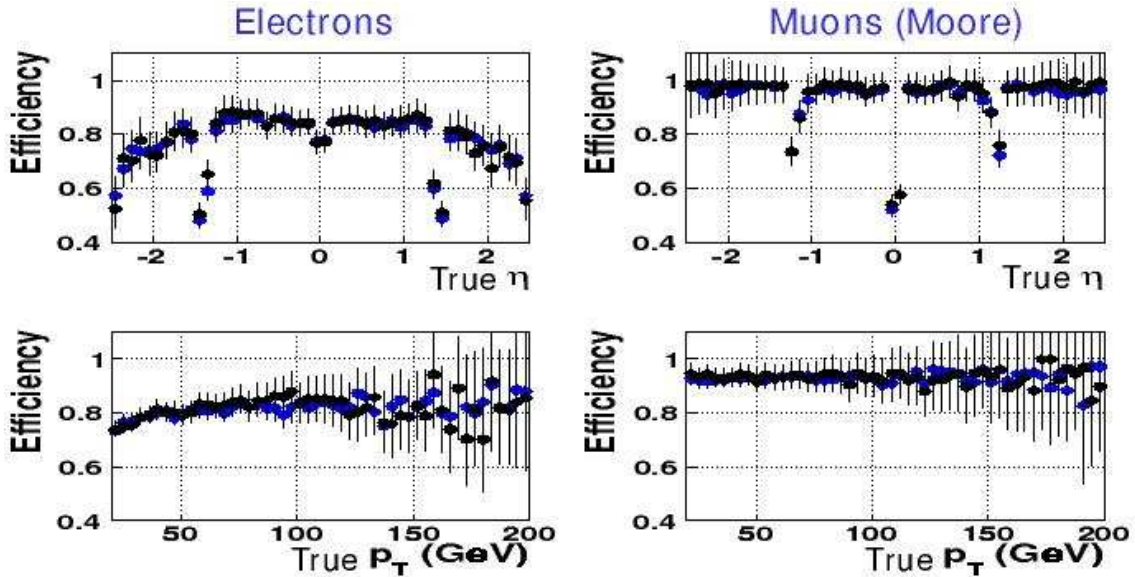 Electrons
Muons (Moore)
Efficiency
1
0.8
0.6
0.4
-2 -1 0 1 2
True η
Efficiency
1
0.8
0.6
0.4
-2 -1 0 1 2
True η
Efficiency
1
0.8
0.6
0.4
50 100 150 200
True p_T (GeV)
Efficiency
1
0.8
0.6
0.4
50 100 150 200
True p_T (GeV)